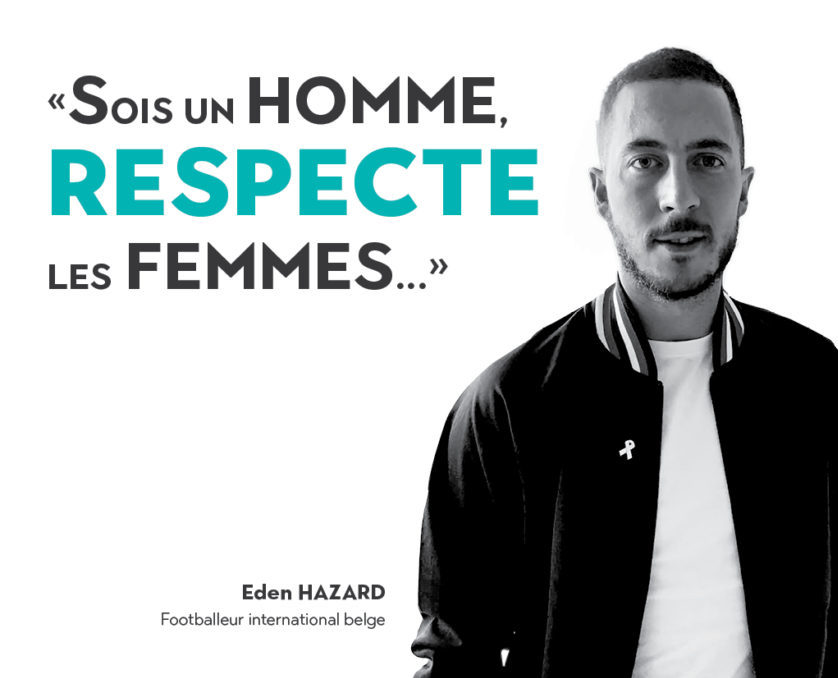 «Sois un HOMME,
RESPECTE
LES FEMMES...»
Eden HAZARD
Footballeur international belge